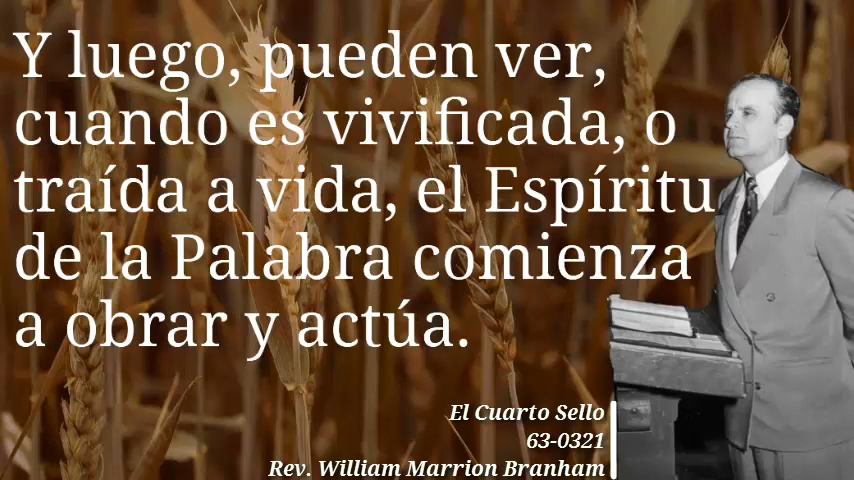 Y luego, pueden ver,
cuando es vivificada, o
traída a vida, el Espíritu
de la Palabra comienza
a obrar y actúa.
El Cuarto Sello
63-0321
Rev. William Marrion Branham